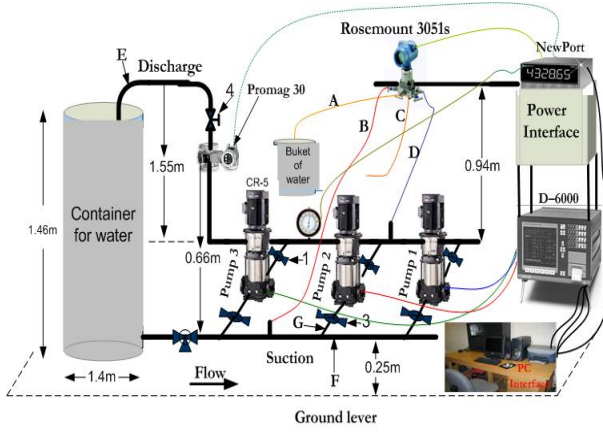 Rosemount 3051s
NewPort
E
Discharge
4
Promag 30
A
B
C
D
432865
Power
Interface
Buket
of
water
1.55m
0.94m
CR-5
D-6000
1.46m
Container
for water
0.66m
Pump 3
1
Pump 2
Pump 1
G
3
Suction
F
0.25m
1.4m
Flow
PC
Interface
Ground lever